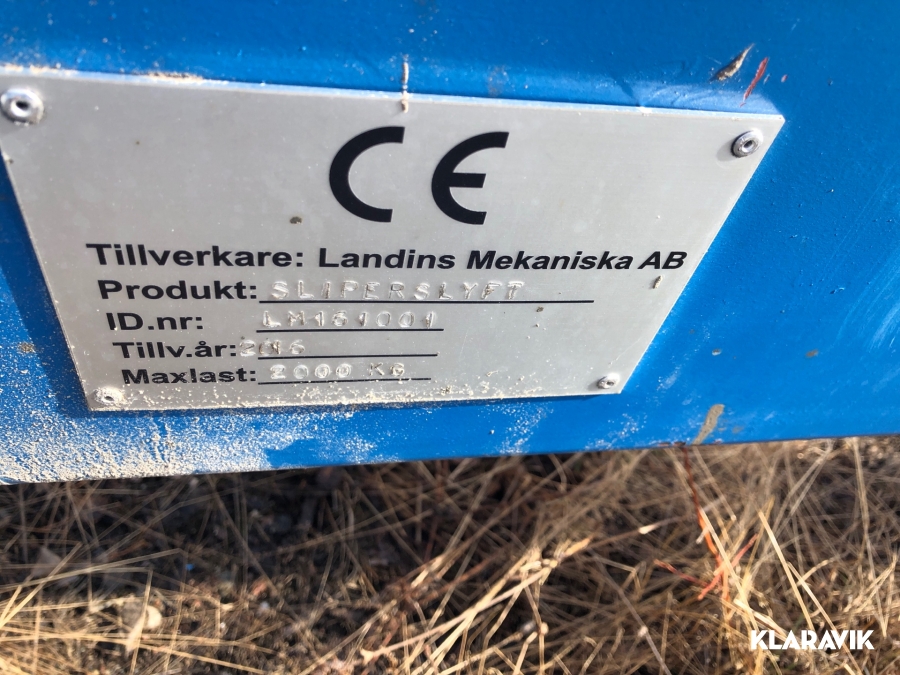 CE
Tillverkare: Landins Mekaniska AB
Produkt: SLIPERSLYFT
ID.nr: LM161001
Tillv.år: 2016
Maxlast: 2000 KG
KLARAVIK